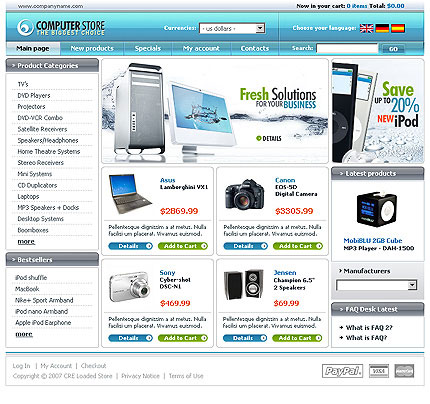 www.companyname.com
Now in your cart: 0 items Total: $0.00
COMPUTER STORE
THE BIGGEST CHOICE
Currencies:
- us dollars -
Choose your language:
Main page
New products
Specials
My account
Contacts
Search:
GO
Product Categories
TV's
DVD Players
Projectors
DVD-VCR Combo
Satellite Receivers
Speakers/Headphones
Home Theatre Systems
Stereo Receivers
Mini Systems
CD Duplicators
Laptops
MP3 Speakers + Docks
Desktop Systems
Boomboxes
more
Bestsellers
iPod shuffle
MacBook
Nike+ Sport Armband
iPod nano Armband
Apple iPod Earphone
more
Fresh Solutions
FOR YOUR BUSINESS
DETAILS
Save
UP TO 20%
NEW iPod
Asus
Lamborghini VX1
$2869.99
Pellentesque dignissim a at metus. Nulla
facilisi um placerat. Vivamus euismod.
Details
Add to Cart
Canon
EOS-5D
Digital Camera
$3305.99
Pellentesque dignissim a at metus. Nulla
facilisi um placerat. Vivamus euismod.
Details
Add to Cart
Sony
Cyber-shot
DSC-N1
$469.99
Pellentesque dignissim a at metus. Nulla
facilisi um placerat. Vivamus euismod.
Details
Add to Cart
Jensen
Champion 6.5"
2 Speakers
$69.99
Pellentesque dignissim a at metus. Nulla
facilisi um placerat. Vivamus euismod.
Details
Add to Cart
Latest products
MobiBLU 2GB Cube
MP3 Player - DAH-1500
Manufacturers
FAQ Desk Latest
What is FAQ 2?
What is FAQ?
Log In | My Account | Checkout
Copyright © 2007 CRE Loaded Store | Privacy Notice | Terms of Use
PayPal